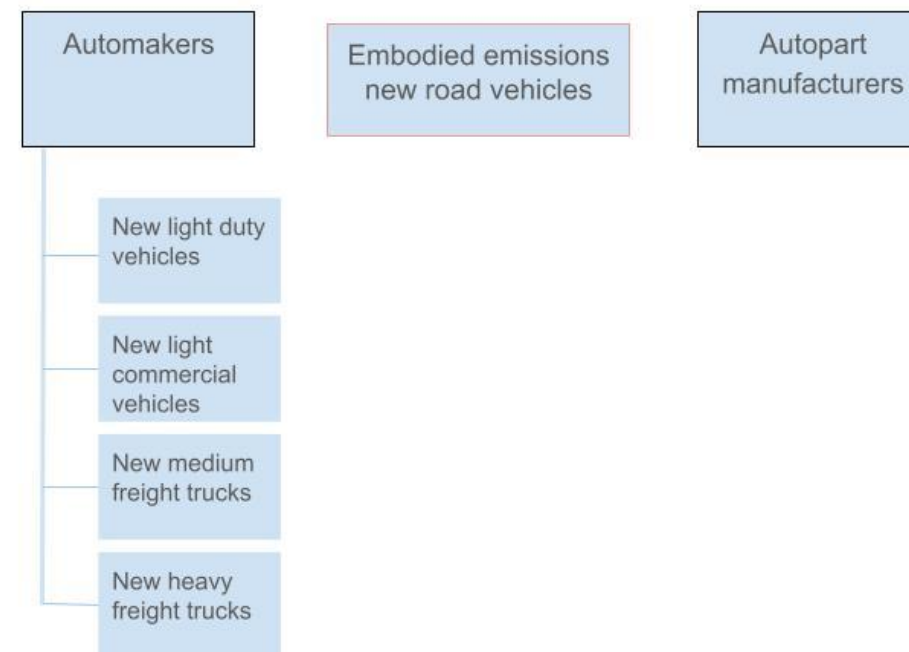 Automakers
Embodied emissions
new road vehicles
Autopart
manufacturers
New light duty
vehicles
New light
commercial
vehicles
New medium
freight trucks
New heavy
freight trucks